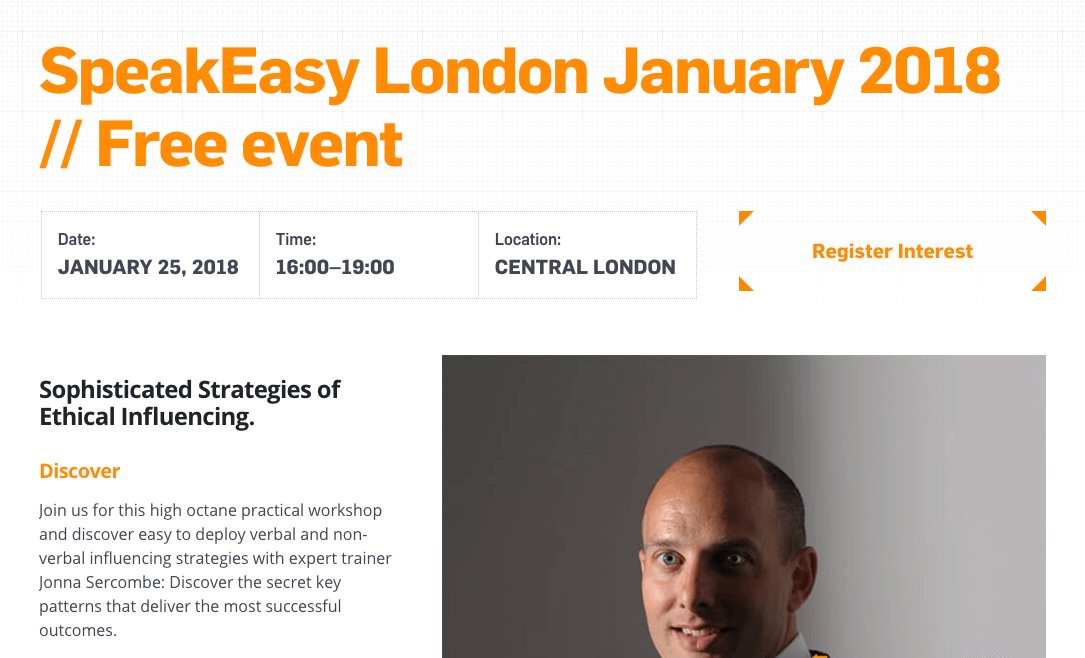 SpeakEasy London January 2018
// Free event
Date:
JANUARY 25, 2018
Time:
16:00–19:00
Location:
CENTRAL LONDON
Register Interest
Sophisticated Strategies of
Ethical Influencing.
Discover
Join us for this high octane practical workshop
and discover easy to deploy verbal and non-
verbal influencing strategies with expert trainer
Jonna Sercombe: Discover the secret key
patterns that deliver the most successful
outcomes.